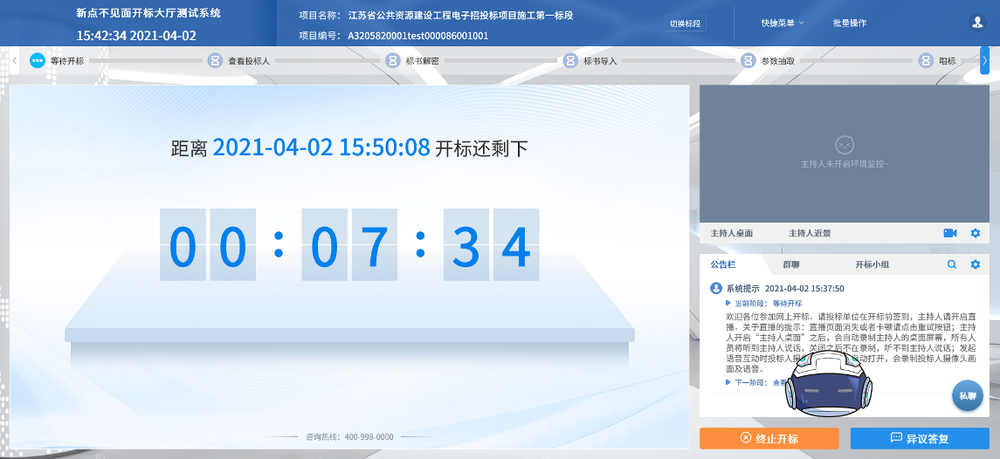 新点不见面开标大厅测试系统
15:42:34 2021-04-02
项目名称： 江苏省公共资源建设工程电子招投标项目施工第一标段
项目编号： A3205820001test000086001001
切换标段
快捷菜单
批量操作
等待开标
查看投标人
标书解密
标书导入
参数抽取
唱标
距离 2021-04-02 15:50:08 开标还剩下
00：07：34
咨询热线：400-998-0000
主持人未开启环境监控~
主持人桌面
主持人近景
公告栏
群聊
开标小组
系统提示 2021-04-02 15:37:50
当前阶段： 等待开标
欢迎各位参加网上开标，请投标单位在开标前签到，主持人请开启直
播，关于直播的提示：直播页面消失或者卡顿请点击重试按钮；主持
人开启“主持人桌面”之后，会自动录制主持人的桌面屏幕，所有人
员将听到主持人说话，关闭之后不在录制，听不到主持人说话；发起
语音互动时投标人摄 自动打开，会录制投标人摄像头画
面及语音。
下一阶段： 查看
私聊
终止开标
异议答复